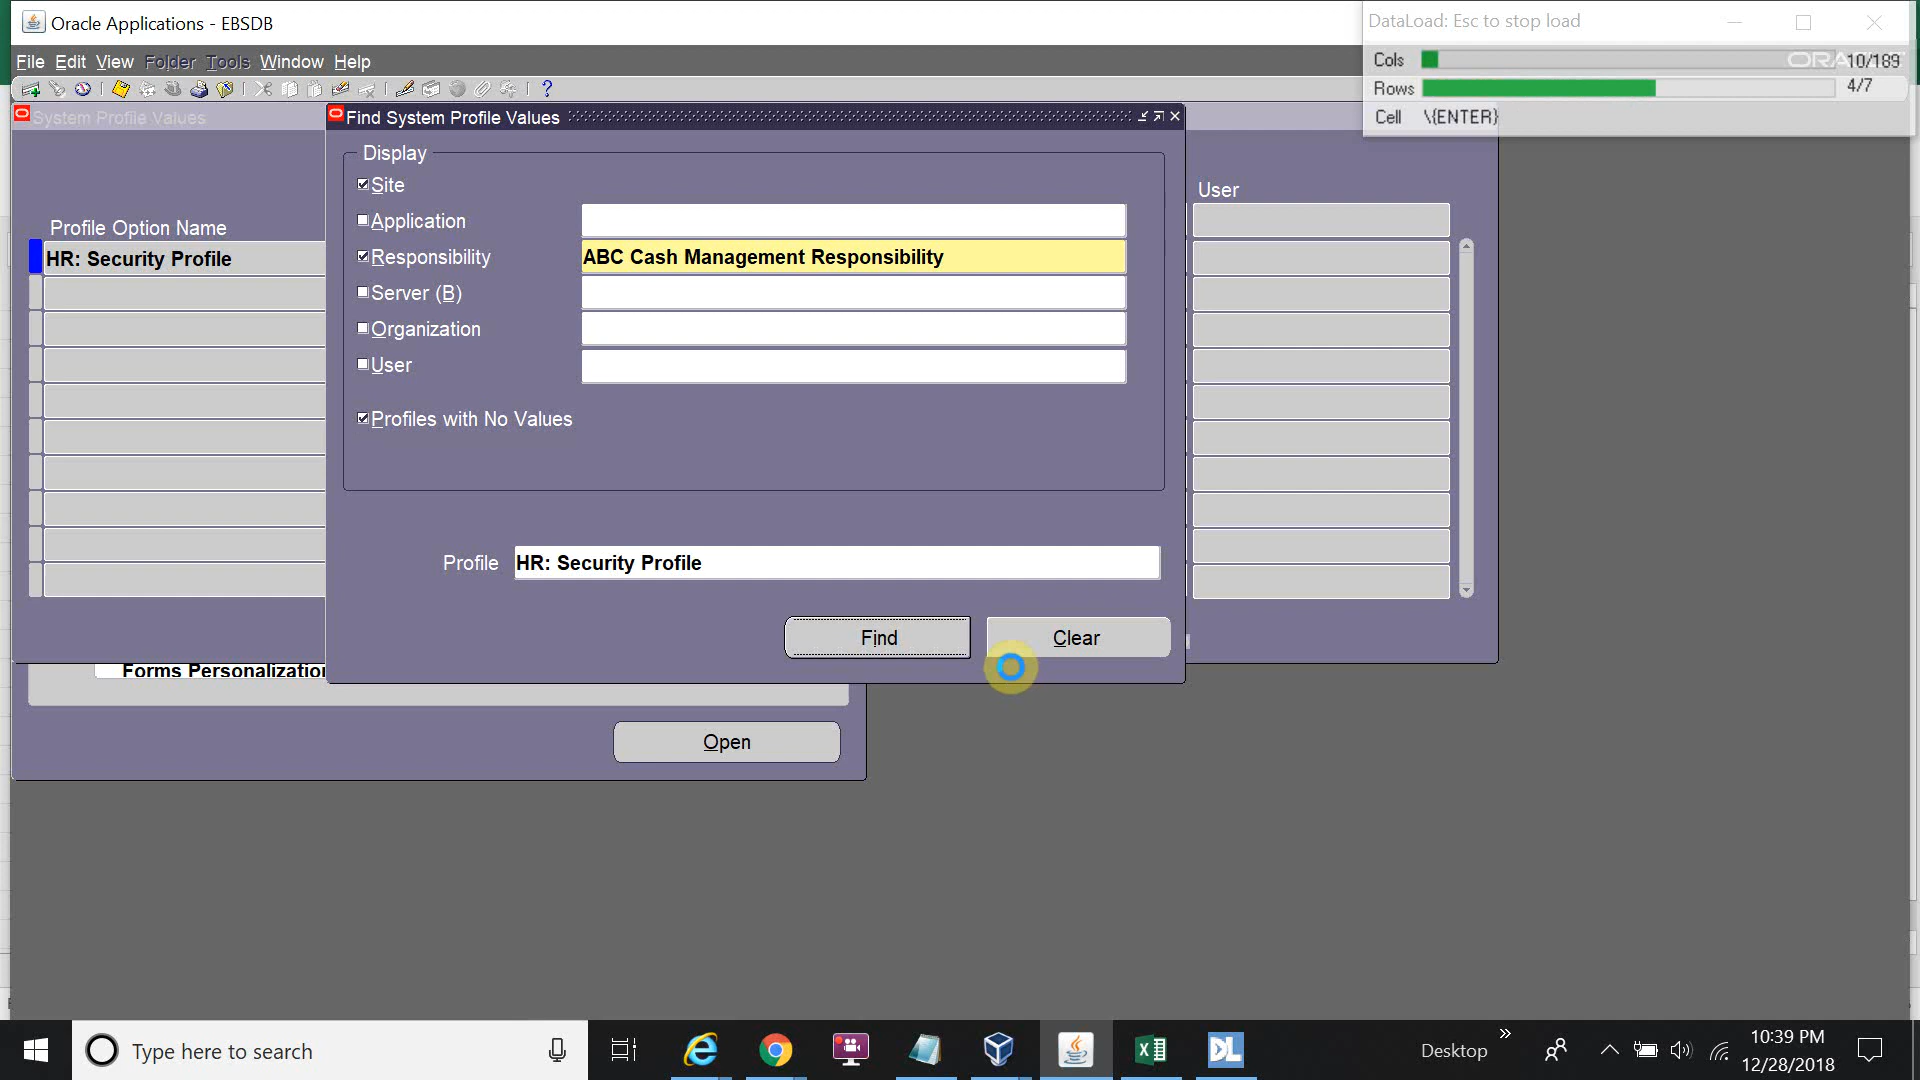 Oracle Applications - EBSDB
DataLoad: Esc to stop load
File Edit View Folder Tools Window Help
Cols 10/189
Rows 4/7
Cell \{ENTER}
System Profile Values
Find System Profile Values
Display
Site
Application
Responsibility ABC Cash Management Responsibility
Server (B)
Organization
User
Profiles with No Values
User
Profile Option Name
HR: Security Profile
Profile HR: Security Profile
Find Clear
Forms Personalization
Open
Type here to search
Desktop
10:39 PM
12/28/2018